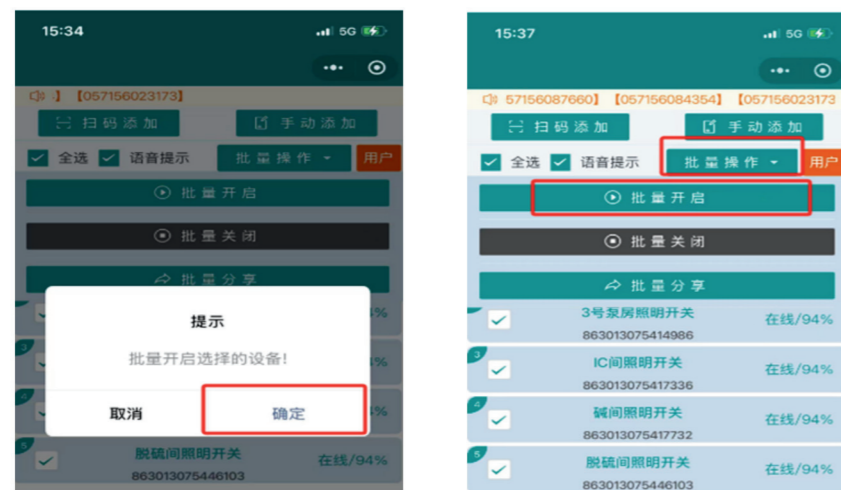 15:34
5G
【057156023173】
扫码添加
手动添加
全选
语音提示
批量操作
用户
批量开启
批量关闭
批量分享
提示
批量开启选择的设备!
取消
确定
3
4
5
脱硫间照明开关
863013075446103
在线/94%
15:37
5G
57156087660】【057156084354】【057156023173
扫码添加
手动添加
全选
语音提示
批量操作
用户
批量开启
批量关闭
批量分享
3号泵房照明开关
863013075414986
在线/94%
3
IC间照明开关
863013075417336
在线/94%
4
碱间照明开关
863013075417732
在线/94%
5
脱硫间照明开关
863013075446103
在线/94%